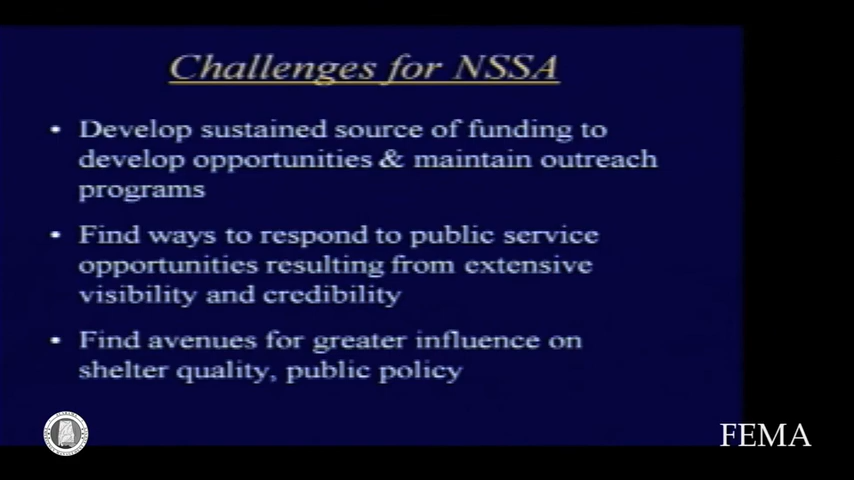 Challenges for NSSA
• Develop sustained source of funding to
develop opportunities & maintain outreach
programs
• Find ways to respond to public service
opportunities resulting from extensive
visibility and credibility
• Find avenues for greater influence on
shelter quality, public policy
FEMA